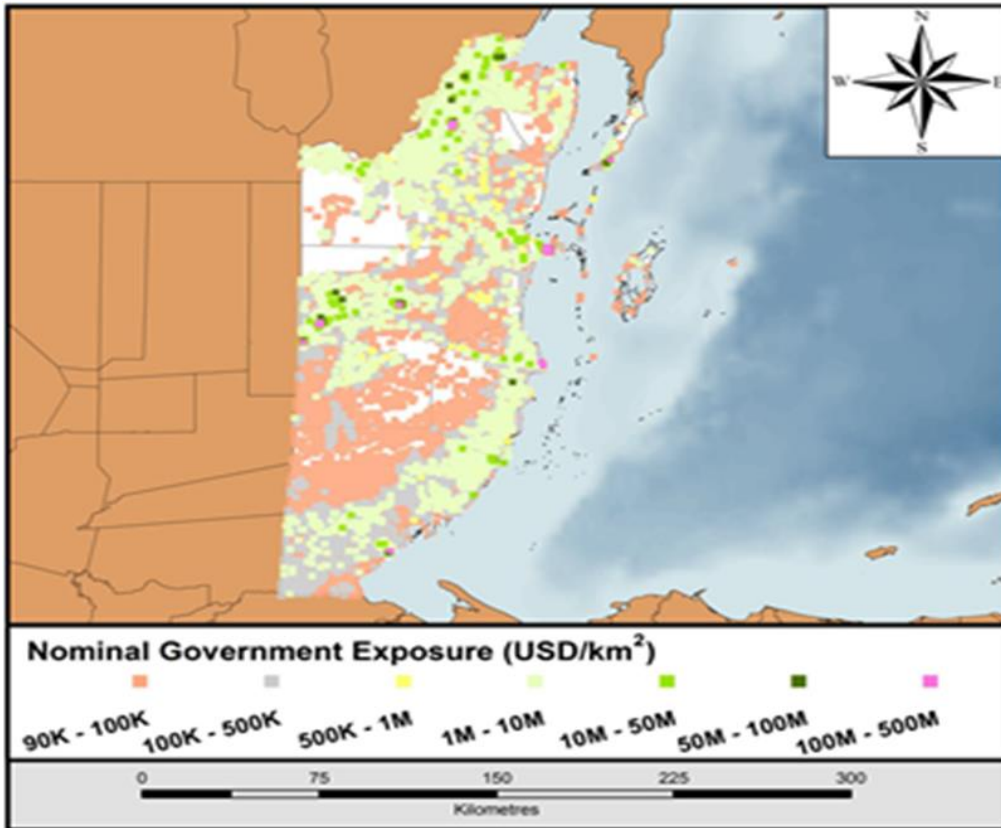 N
W
E
S
Nominal Government Exposure (USD/km²)
90K - 100K
100K - 500K
500K - 1M
1M - 10M
10M - 50M
50M - 100M
100M - 500M
0 75 150 225 300
Kilometres